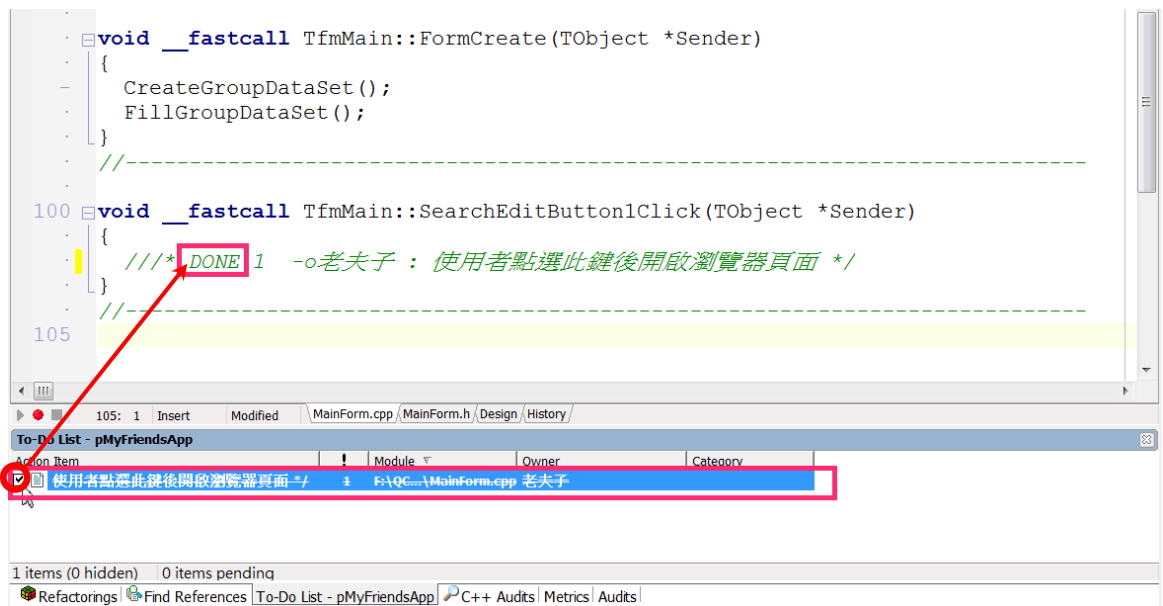 void __fastcall TfmMain::FormCreate(TObject *Sender)
{
CreateGroupDataSet();
FillGroupDataSet();
}
//---------------------------------------------------------------------------
100 void __fastcall TfmMain::SearchEditButton1Click(TObject *Sender)
{
///* DONE 1 -o老夫子 : 使用者點選此鍵後開啟瀏覽器頁面 */
}
//---------------------------------------------------------------------------
105
105: 1 Insert Modified MainForm.cpp MainForm.h Design History
To-Do List - pMyFriendsApp
Action Item ! Module Owner Category
使用者點選此鍵後開啟瀏覽器頁面 */ 1 F:\QC...\MainForm.cpp 老夫子
1 items (0 hidden) 0 items pending
Refactorings Find References To-Do List - pMyFriendsApp C++ Audits Metrics Audits